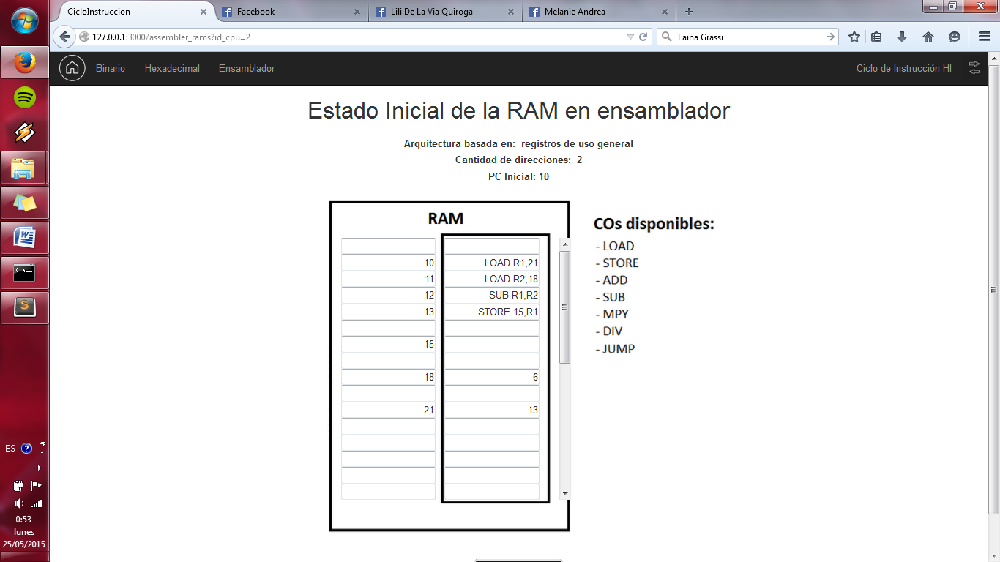 CicloInstruccion
Facebook
Lili De La Via Quiroga
Melanie Andrea
127.0.0.1:3000/assembler_rams?id_cpu=2
Laina Grassi
Binario
Hexadecimal
Ensamblador
Ciclo de Instrucción HI
Estado Inicial de la RAM en ensamblador
Arquitectura basada en: registros de uso general
Cantidad de direcciones: 2
PC Inicial: 10
RAM
10 LOAD R1,21
11 LOAD R2,18
12 SUB R1,R2
13 STORE 15,R1
15
18 6
21 13
COs disponibles:
- LOAD
- STORE
- ADD
- SUB
- MPY
- DIV
- JUMP
ES
0:53
lunes
25/05/2015